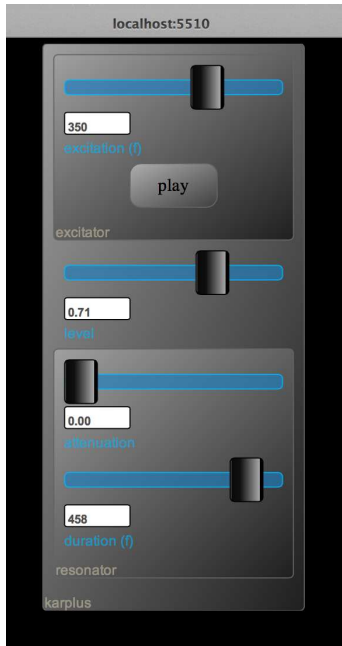 localhost:5510
350
excitation (f)
play
excitator
0.71
level
0.00
attenuation
458
duration (f)
resonator
karplus